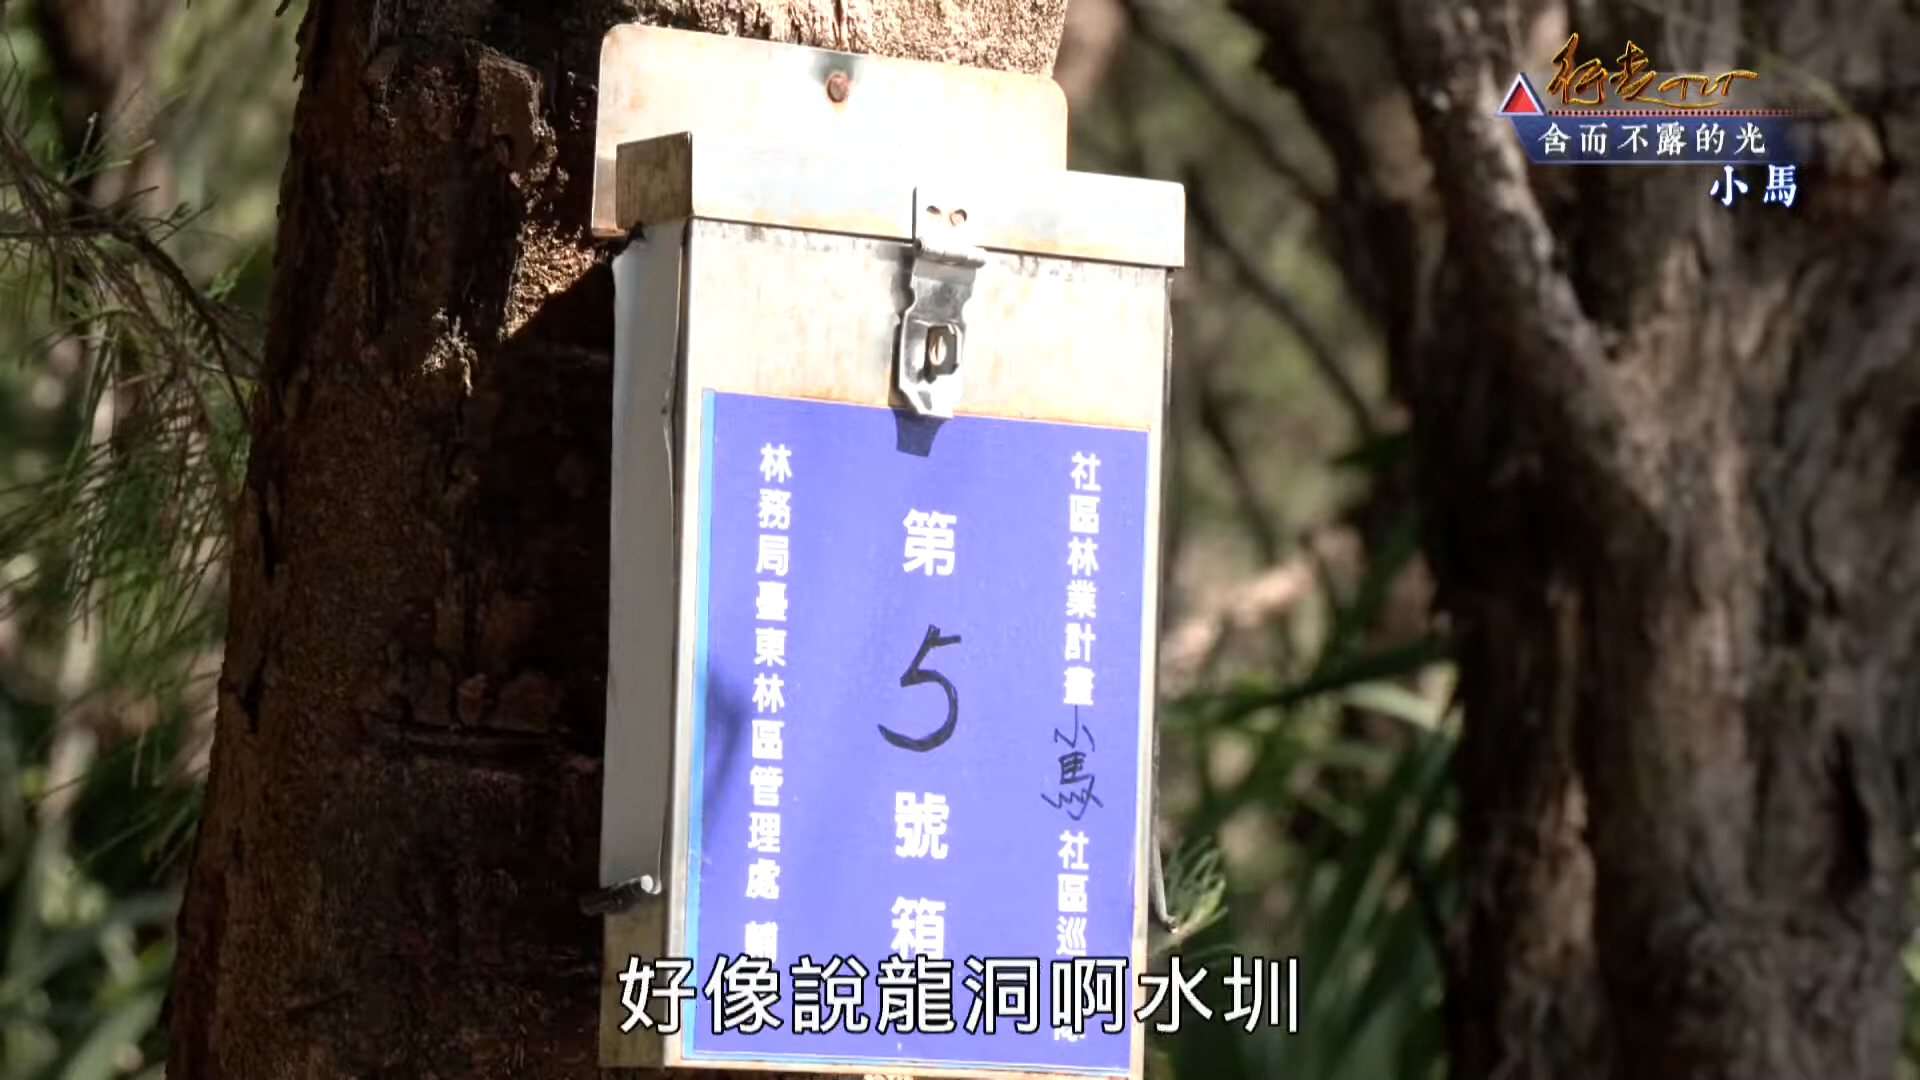 行走TIT
含而不露的光
小馬
社區林業計畫小馬社區巡
第5號箱
林務局臺東林區管理處 輔
好像說龍洞啊水圳